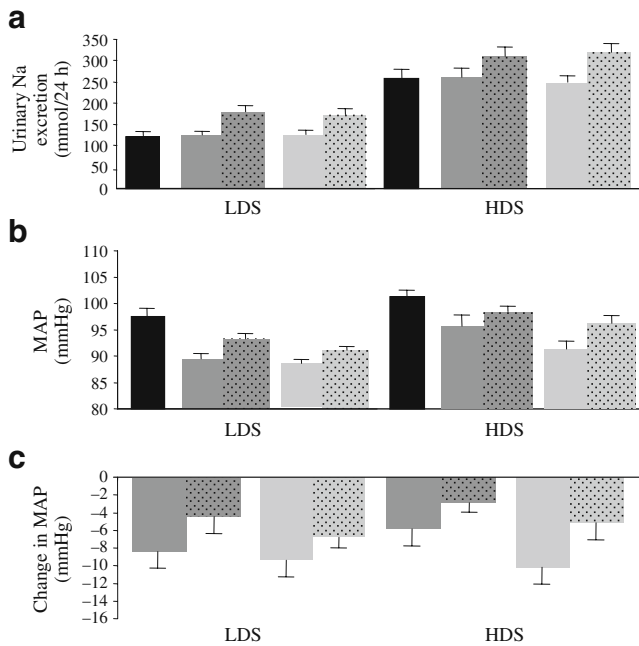 a
Urinary Na
excretion
(mmol/24 h)
350
300
250
200
150
100
50
0
LDS
HDS
b
MAP
(mmHg)
110
105
100
95
90
85
80
LDS
HDS
c
Change in MAP
(mmHg)
0
−2
−4
−6
−8
−10
−12
−14
−16
LDS
HDS